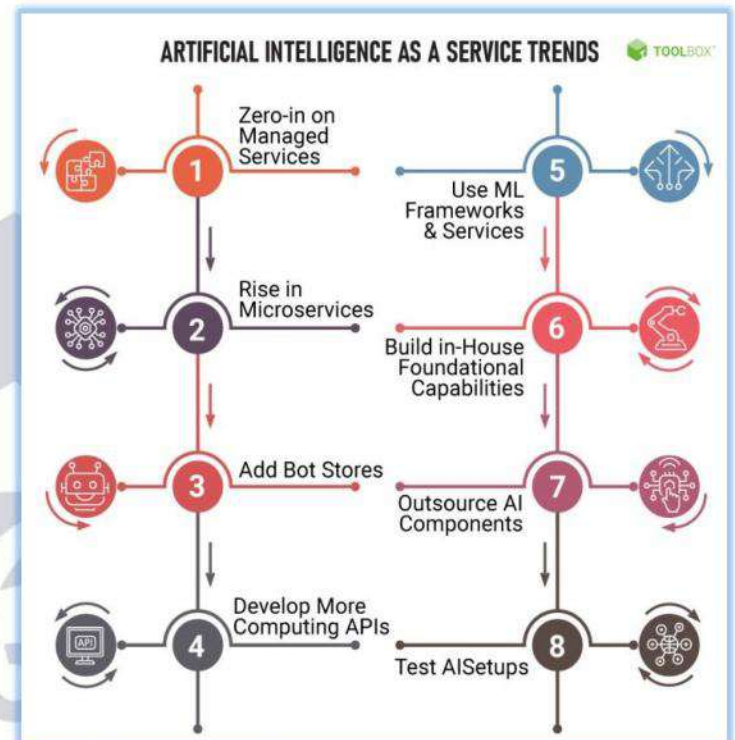 ARTIFICIAL INTELLIGENCE AS A SERVICE TRENDS
TOOLBOX
1
Zero-in on
Managed
Services
2
Rise in
Microservices
3
Add Bot Stores
4
Develop More
Computing APIs
API
5
Use ML
Frameworks
& Services
6
Build in-House
Foundational
Capabilities
7
Outsource AI
Components
8
Test AISetups